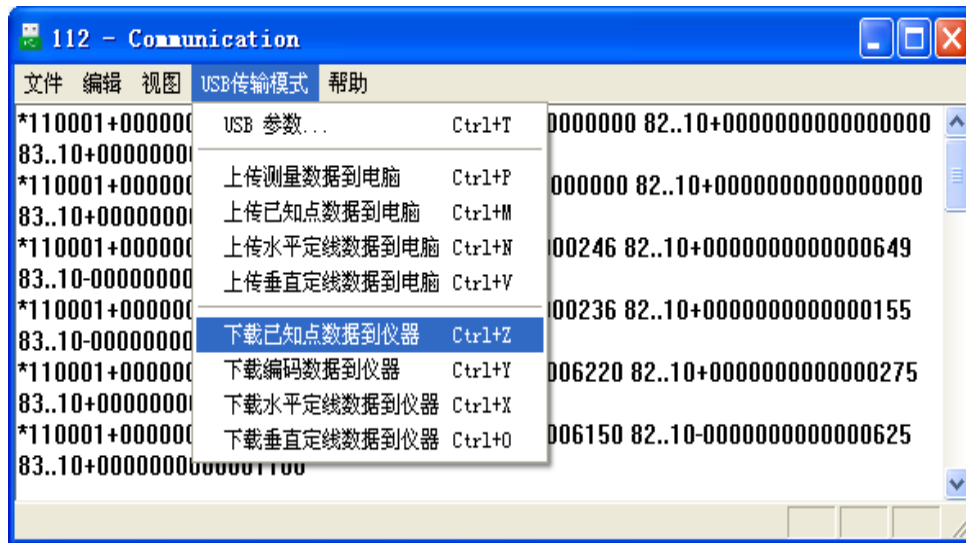 112 - Communication
文件 编辑 视图 USB传输模式 帮助
USB 参数... Ctrl+T
上传测量数据到电脑 Ctrl+P
上传已知点数据到电脑 Ctrl+M
上传水平定线数据到电脑 Ctrl+N
上传垂直定线数据到电脑 Ctrl+V
下载已知点数据到仪器 Ctrl+Z
下载编码数据到仪器 Ctrl+Y
下载水平定线数据到仪器 Ctrl+X
下载垂直定线数据到仪器 Ctrl+O
*110001+000000 0000000 82..10+0000000000000000
83..10+0000000
*110001+000000 000000 82..10+0000000000000000
83..10+0000000
*110001+000000 00246 82..10+0000000000000649
83..10-00000000
*110001+000000 00236 82..10+0000000000000155
83..10-00000000
*110001+000000 006220 82..10+0000000000000275
83..10+0000000
*110001+000000 006150 82..10-0000000000000625
83..10+0000000000001100